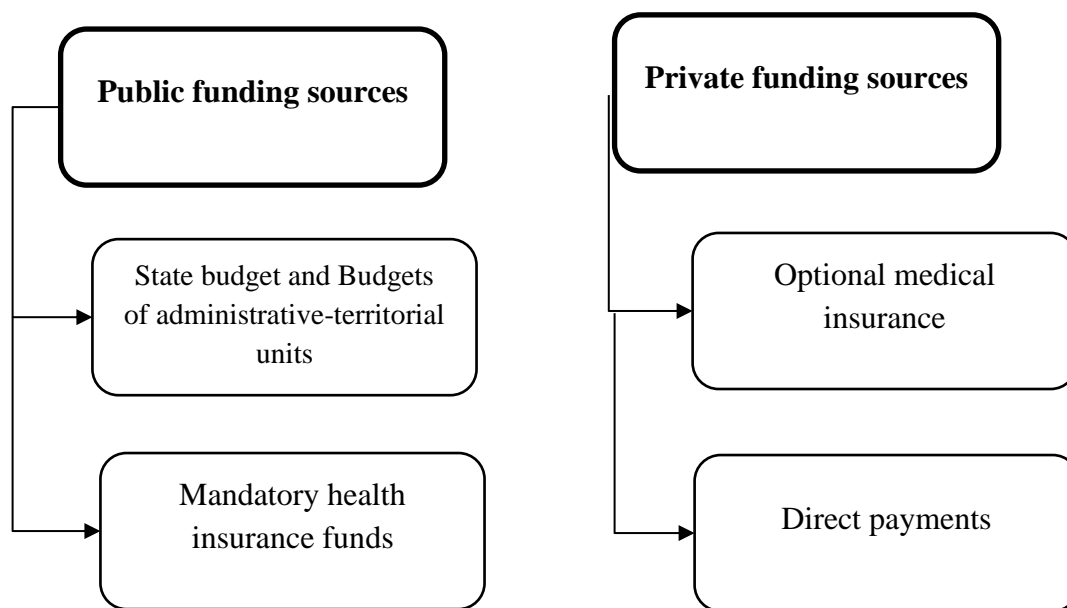 Public funding sources
State budget and Budgets
of administrative-territorial
units
Mandatory health
insurance funds
Private funding sources
Optional medical
insurance
Direct payments